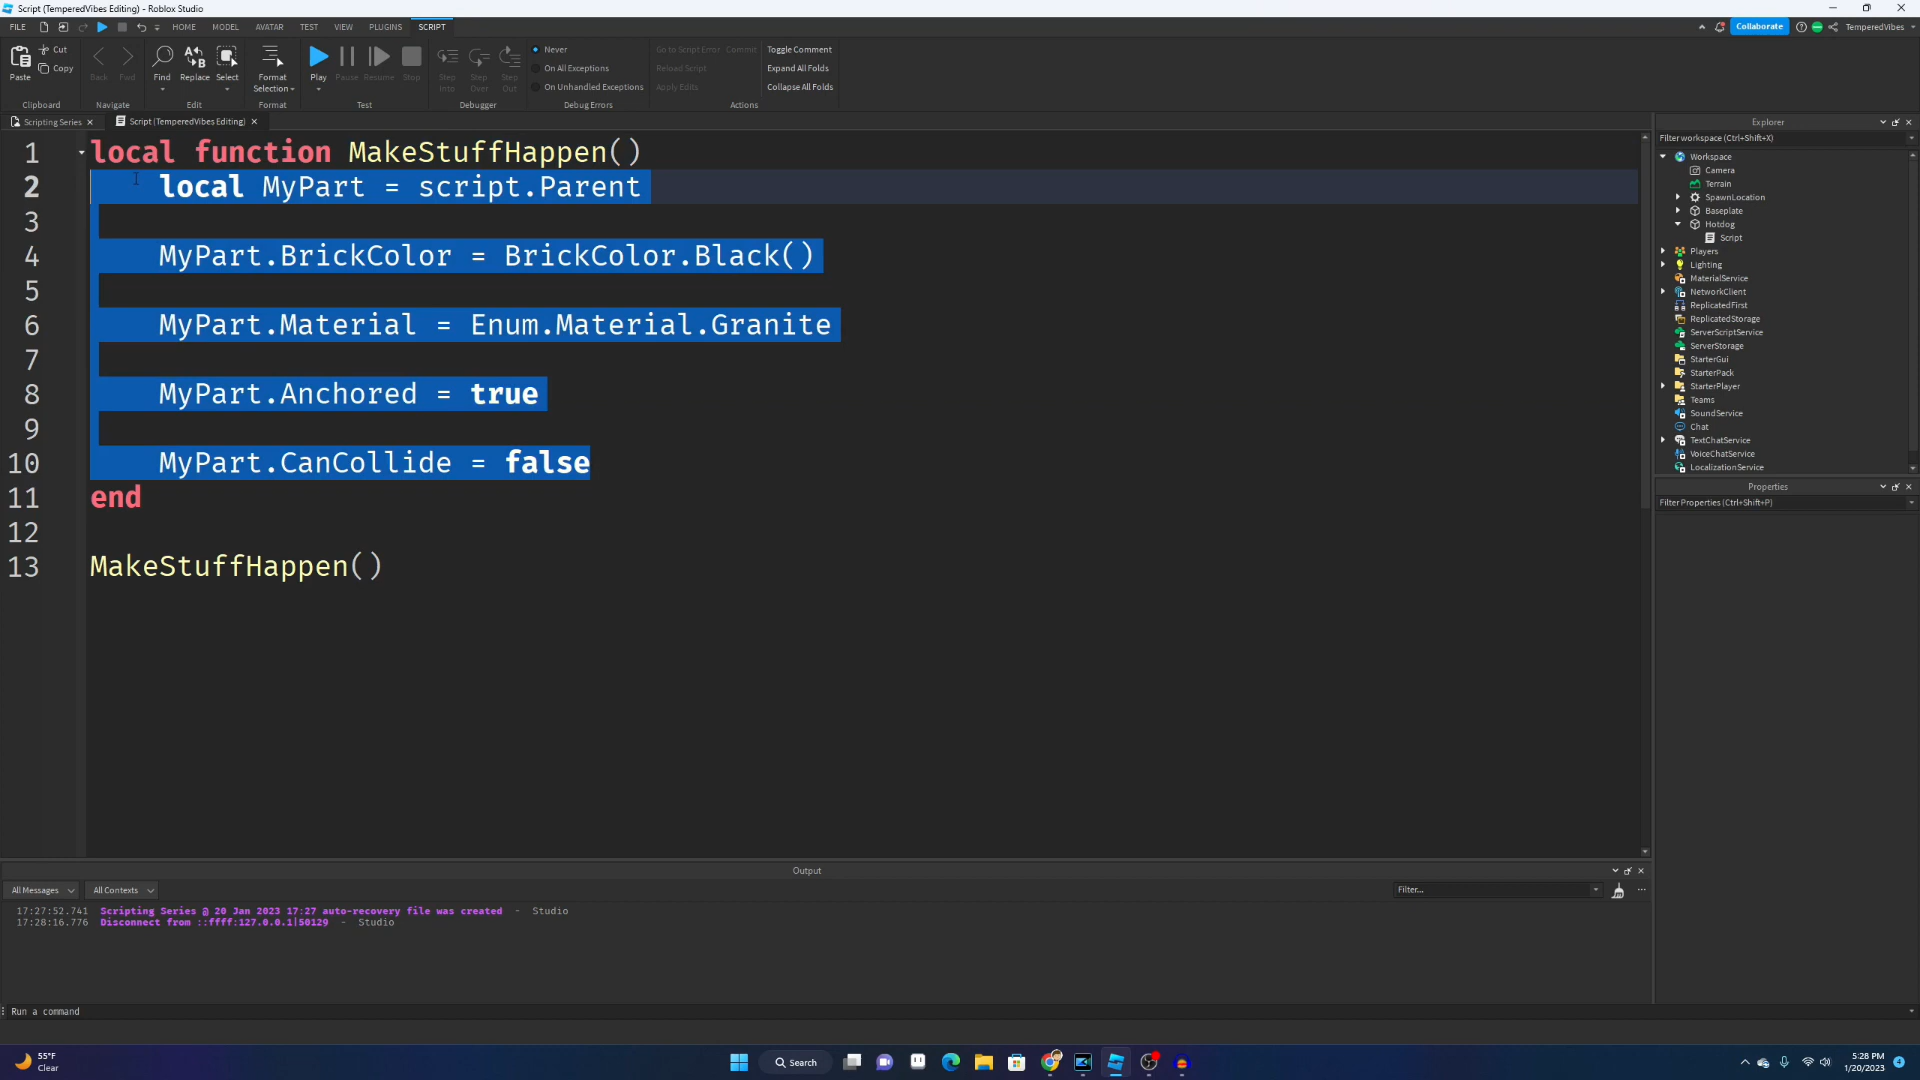 Script (TemperedVibes Editing) - Roblox Studio
FILE HOME MODEL AVATAR TEST VIEW PLUGINS SCRIPT Collaborate TemperedVibes
Paste Cut Copy Back Fwd Find Replace Select Format Selection Play Pause Resume Stop Step Into Step Over Step Out
Never
On All Exceptions
On Unhandled Exceptions
Go to Script Error Commit
Reload Script
Apply Edits
Toggle Comment
Expand All Folds
Collapse All Folds
Clipboard Navigate Edit Format Test Debugger Debug Errors Actions
Scripting Series Script (TemperedVibes Editing)
1 local function MakeStuffHappen()
2 local MyPart = script.Parent
3
4 MyPart.BrickColor = BrickColor.Black()
5
6 MyPart.Material = Enum.Material.Granite
7
8 MyPart.Anchored = true
9
10 MyPart.CanCollide = false
11 end
12
13 MakeStuffHappen()
Explorer
Filter workspace (Ctrl+Shift+X)
Workspace
Camera
Terrain
SpawnLocation
Baseplate
Hotdog
Script
Players
Lighting
MaterialService
NetworkClient
ReplicatedFirst
ReplicatedStorage
ServerScriptService
ServerStorage
StarterGui
StarterPack
StarterPlayer
Teams
SoundService
Chat
TextChatService
VoiceChatService
LocalizationService
Properties
Filter Properties (Ctrl+Shift+P)
Output
All Messages All Contexts Filter...
17:27:52.741 Scripting Series @ 20 Jan 2023 17:27 auto-recovery file was created - Studio
17:28:16.776 Disconnect from ::ffff:127.0.0.1|50129 - Studio
Run a command
55°F
Clear
Search
5:28 PM
1/20/2023
4